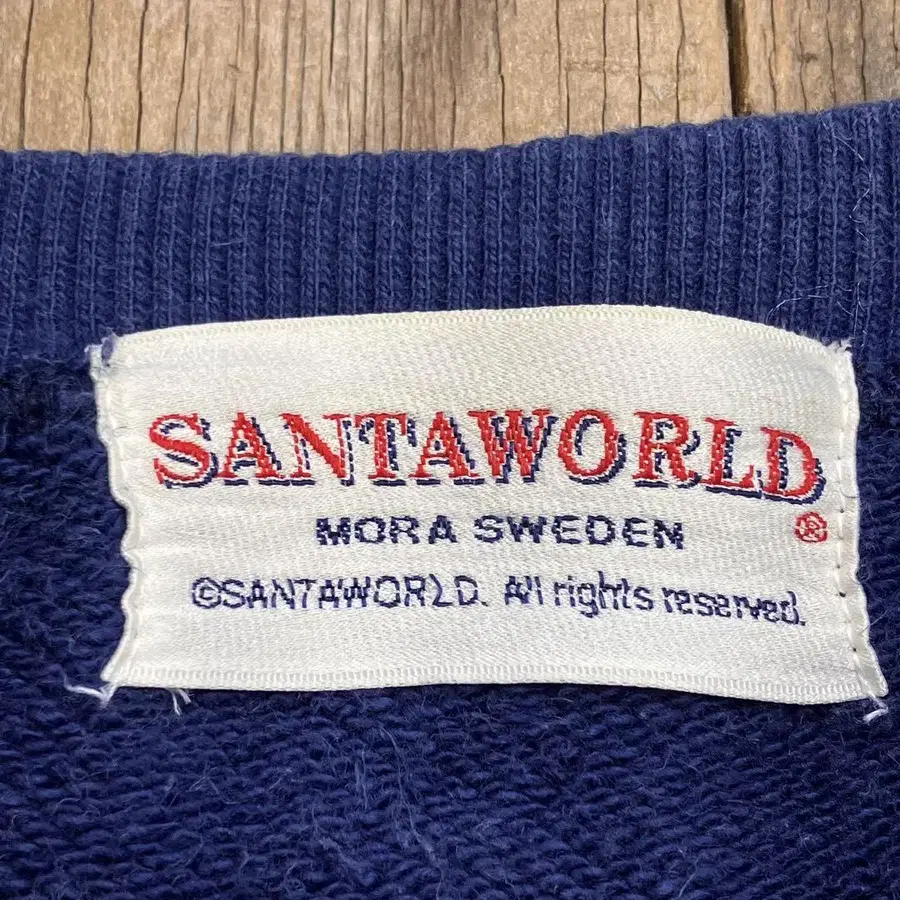 SANTAWORLD®
MORA SWEDEN
©SANTAWORLD. All rights reserved.